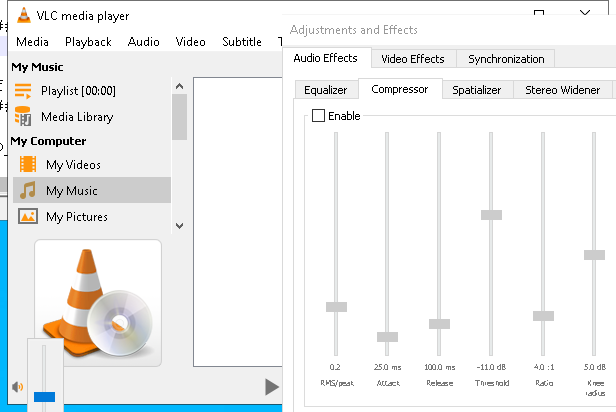 VLC media player
Media Playback Audio Video Subtitle T
My Music
Playlist [00:00]
Media Library
My Computer
My Videos
My Music
My Pictures
Adjustments and Effects
Audio Effects Video Effects Synchronization
Equalizer Compressor Spatializer Stereo Widener
Enable
0.2 25.0 ms 100.0 ms -11.0 dB 4.0 :1 5.0 dB
RMS/peak Attack Release Threshold Ratio Knee
radius